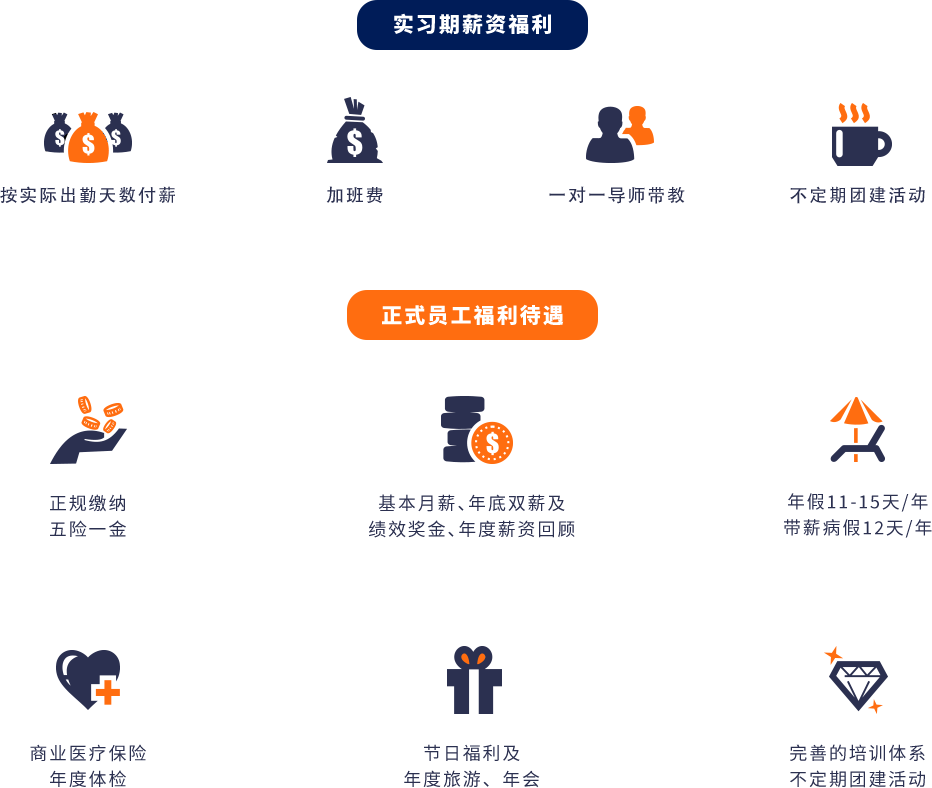 实习期薪资福利
按实际出勤天数付薪
加班费
一对一导师带教
不定期团建活动
正式员工福利待遇
正规缴纳
五险一金
基本月薪、年底双薪及
绩效奖金、年度薪资回顾
年假11-15天/年
带薪病假12天/年
商业医疗保险
年度体检
节日福利及
年度旅游、年会
完善的培训体系
不定期团建活动